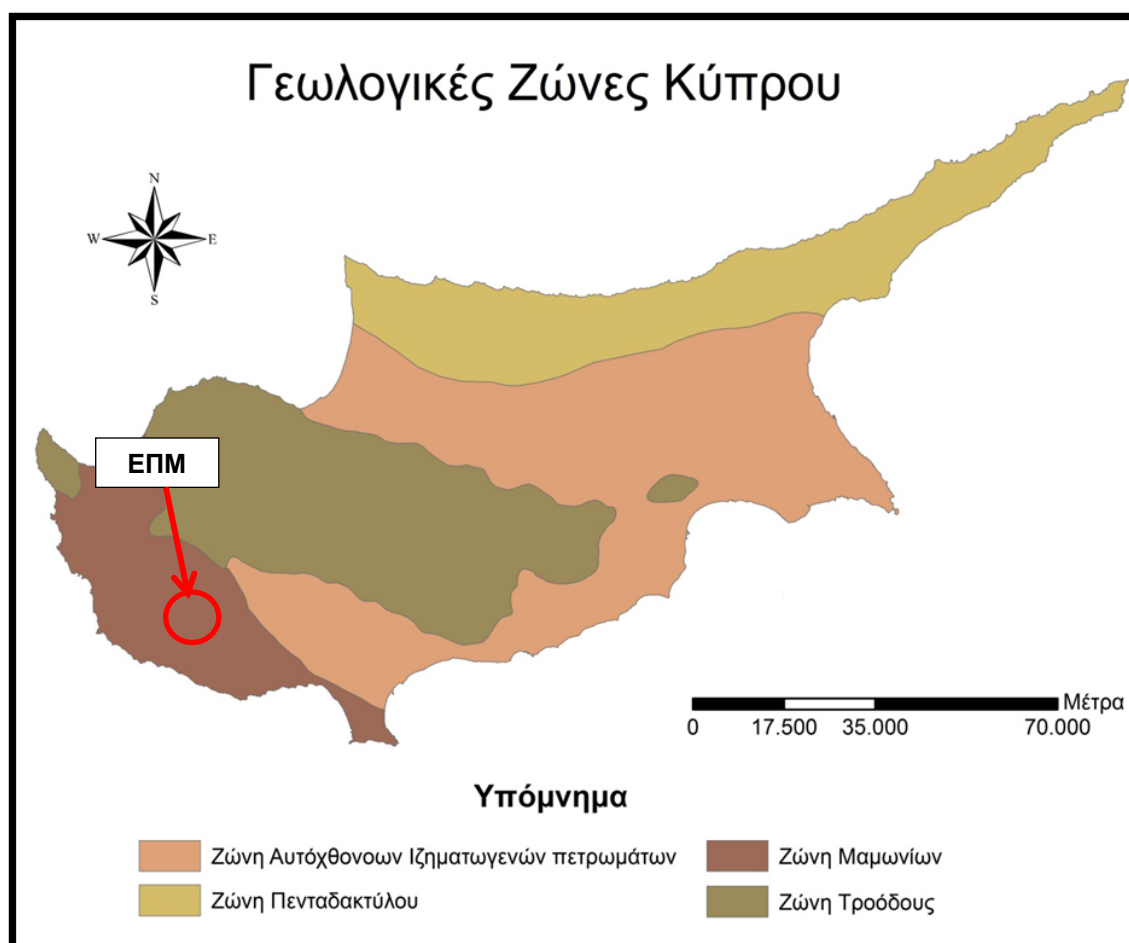 Γεωλογικές Ζώνες Κύπρου
N
W
E
S
ΕΠΜ
Μέτρα
0 17.500 35.000 70.000
Υπόμνημα
Ζώνη Αυτόχθονοων Ιζηματωγενών πετρωμάτων
Ζώνη Μαμωνίων
Ζώνη Πενταδακτύλου
Ζώνη Τροόδους